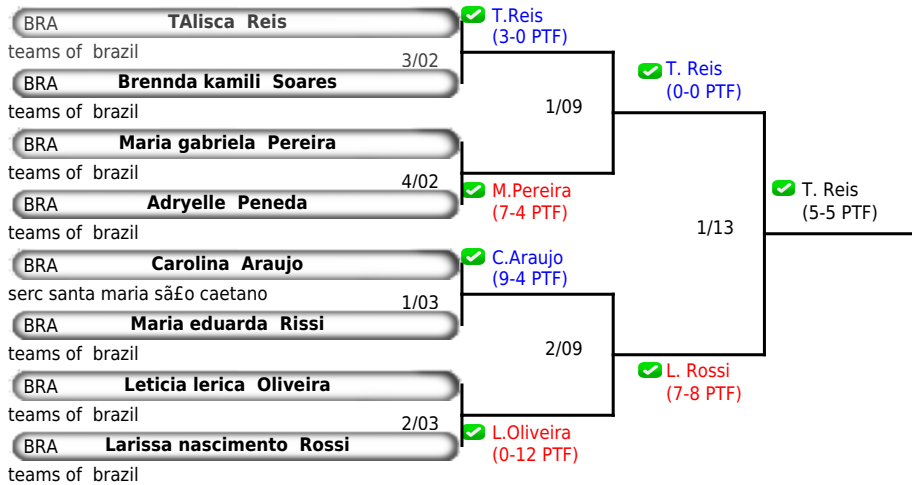 BRA TAlisca Reis
teams of brazil
3/02
BRA Brennda kamili Soares
teams of brazil
BRA Maria gabriela Pereira
teams of brazil
4/02
BRA Adryelle Peneda
teams of brazil
BRA Carolina Araujo
serc santa maria sã£o caetano
1/03
BRA Maria eduarda Rissi
teams of brazil
BRA Leticia lerica Oliveira
teams of brazil
2/03
BRA Larissa nascimento Rossi
teams of brazil
T.Reis
(3-0 PTF)
1/09
M.Pereira
(7-4 PTF)
C.Araujo
(9-4 PTF)
2/09
L.Oliveira
(0-12 PTF)
T. Reis
(0-0 PTF)
1/13
L. Rossi
(7-8 PTF)
T. Reis
(5-5 PTF)